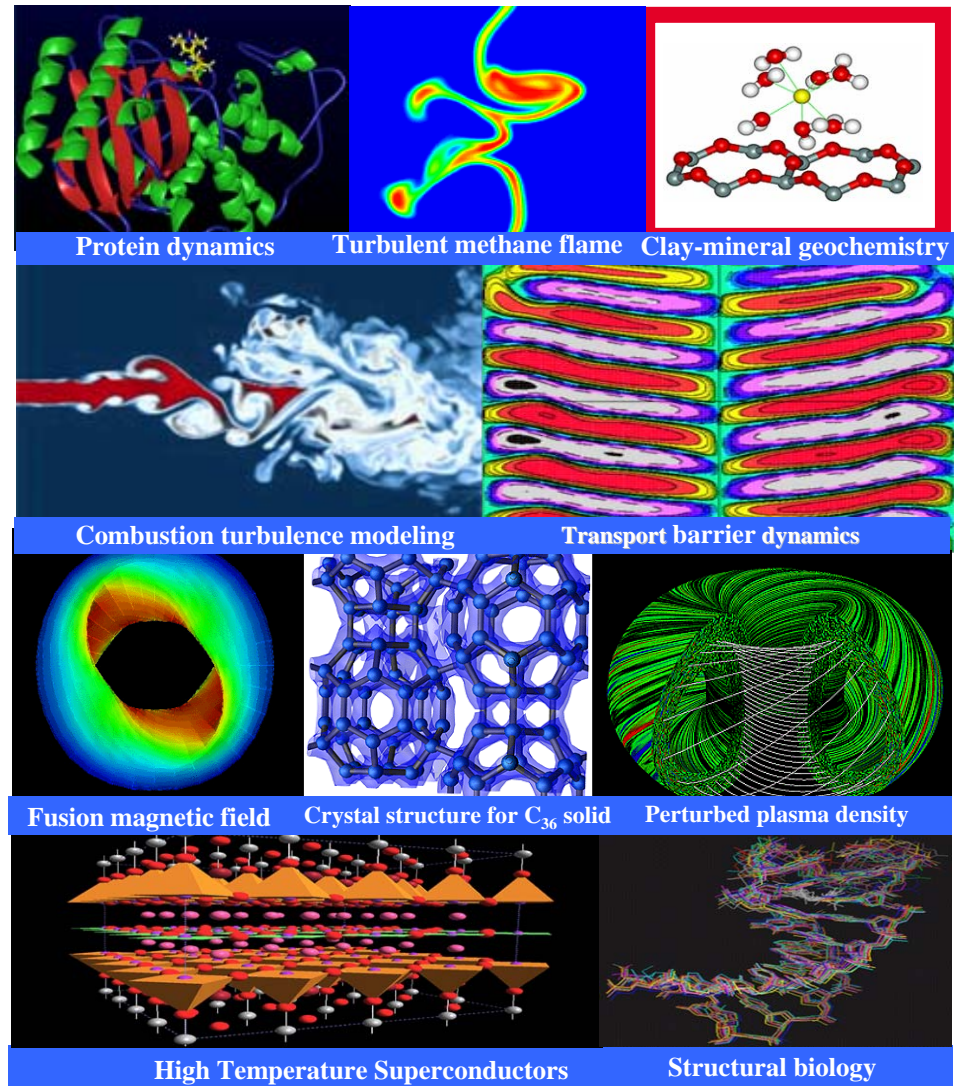 Protein dynamics
Turbulent methane flame
Clay-mineral geochemistry
Combustion turbulence modeling
Transport barrier dynamics
Fusion magnetic field
Crystal structure for C₃₆ solid
Perturbed plasma density
High Temperature Superconductors
Structural biology